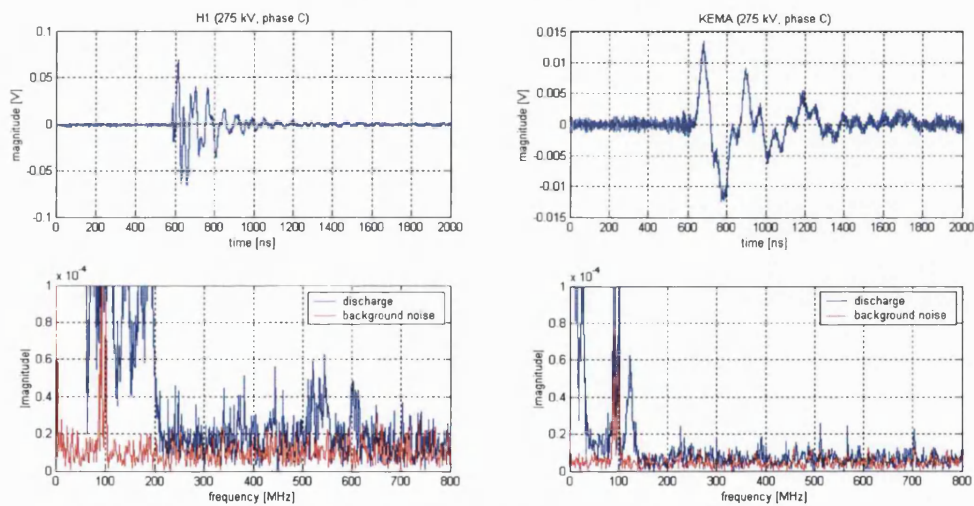 H1 (275 kV, phase C)
0.1
0.05
0
-0.05
-0.1
magnitude [V]
0 200 400 600 800 1000 1200 1400 1600 1800 2000
time [ns]
KEMA (275 kV, phase C)
0.015
0.01
0.005
0
-0.005
-0.01
-0.015
magnitude [V]
0 200 400 600 800 1000 1200 1400 1600 1800 2000
time [ns]
x 10-4
1
0.8
0.6
0.4
0.2
0
|magnitude|
discharge
background noise
0 100 200 300 400 500 600 700 800
frequency [MHz]
x 10-4
1
0.8
0.6
0.4
0.2
0
|magnitude|
discharge
background noise
0 100 200 300 400 500 600 700 800
frequency [MHz]